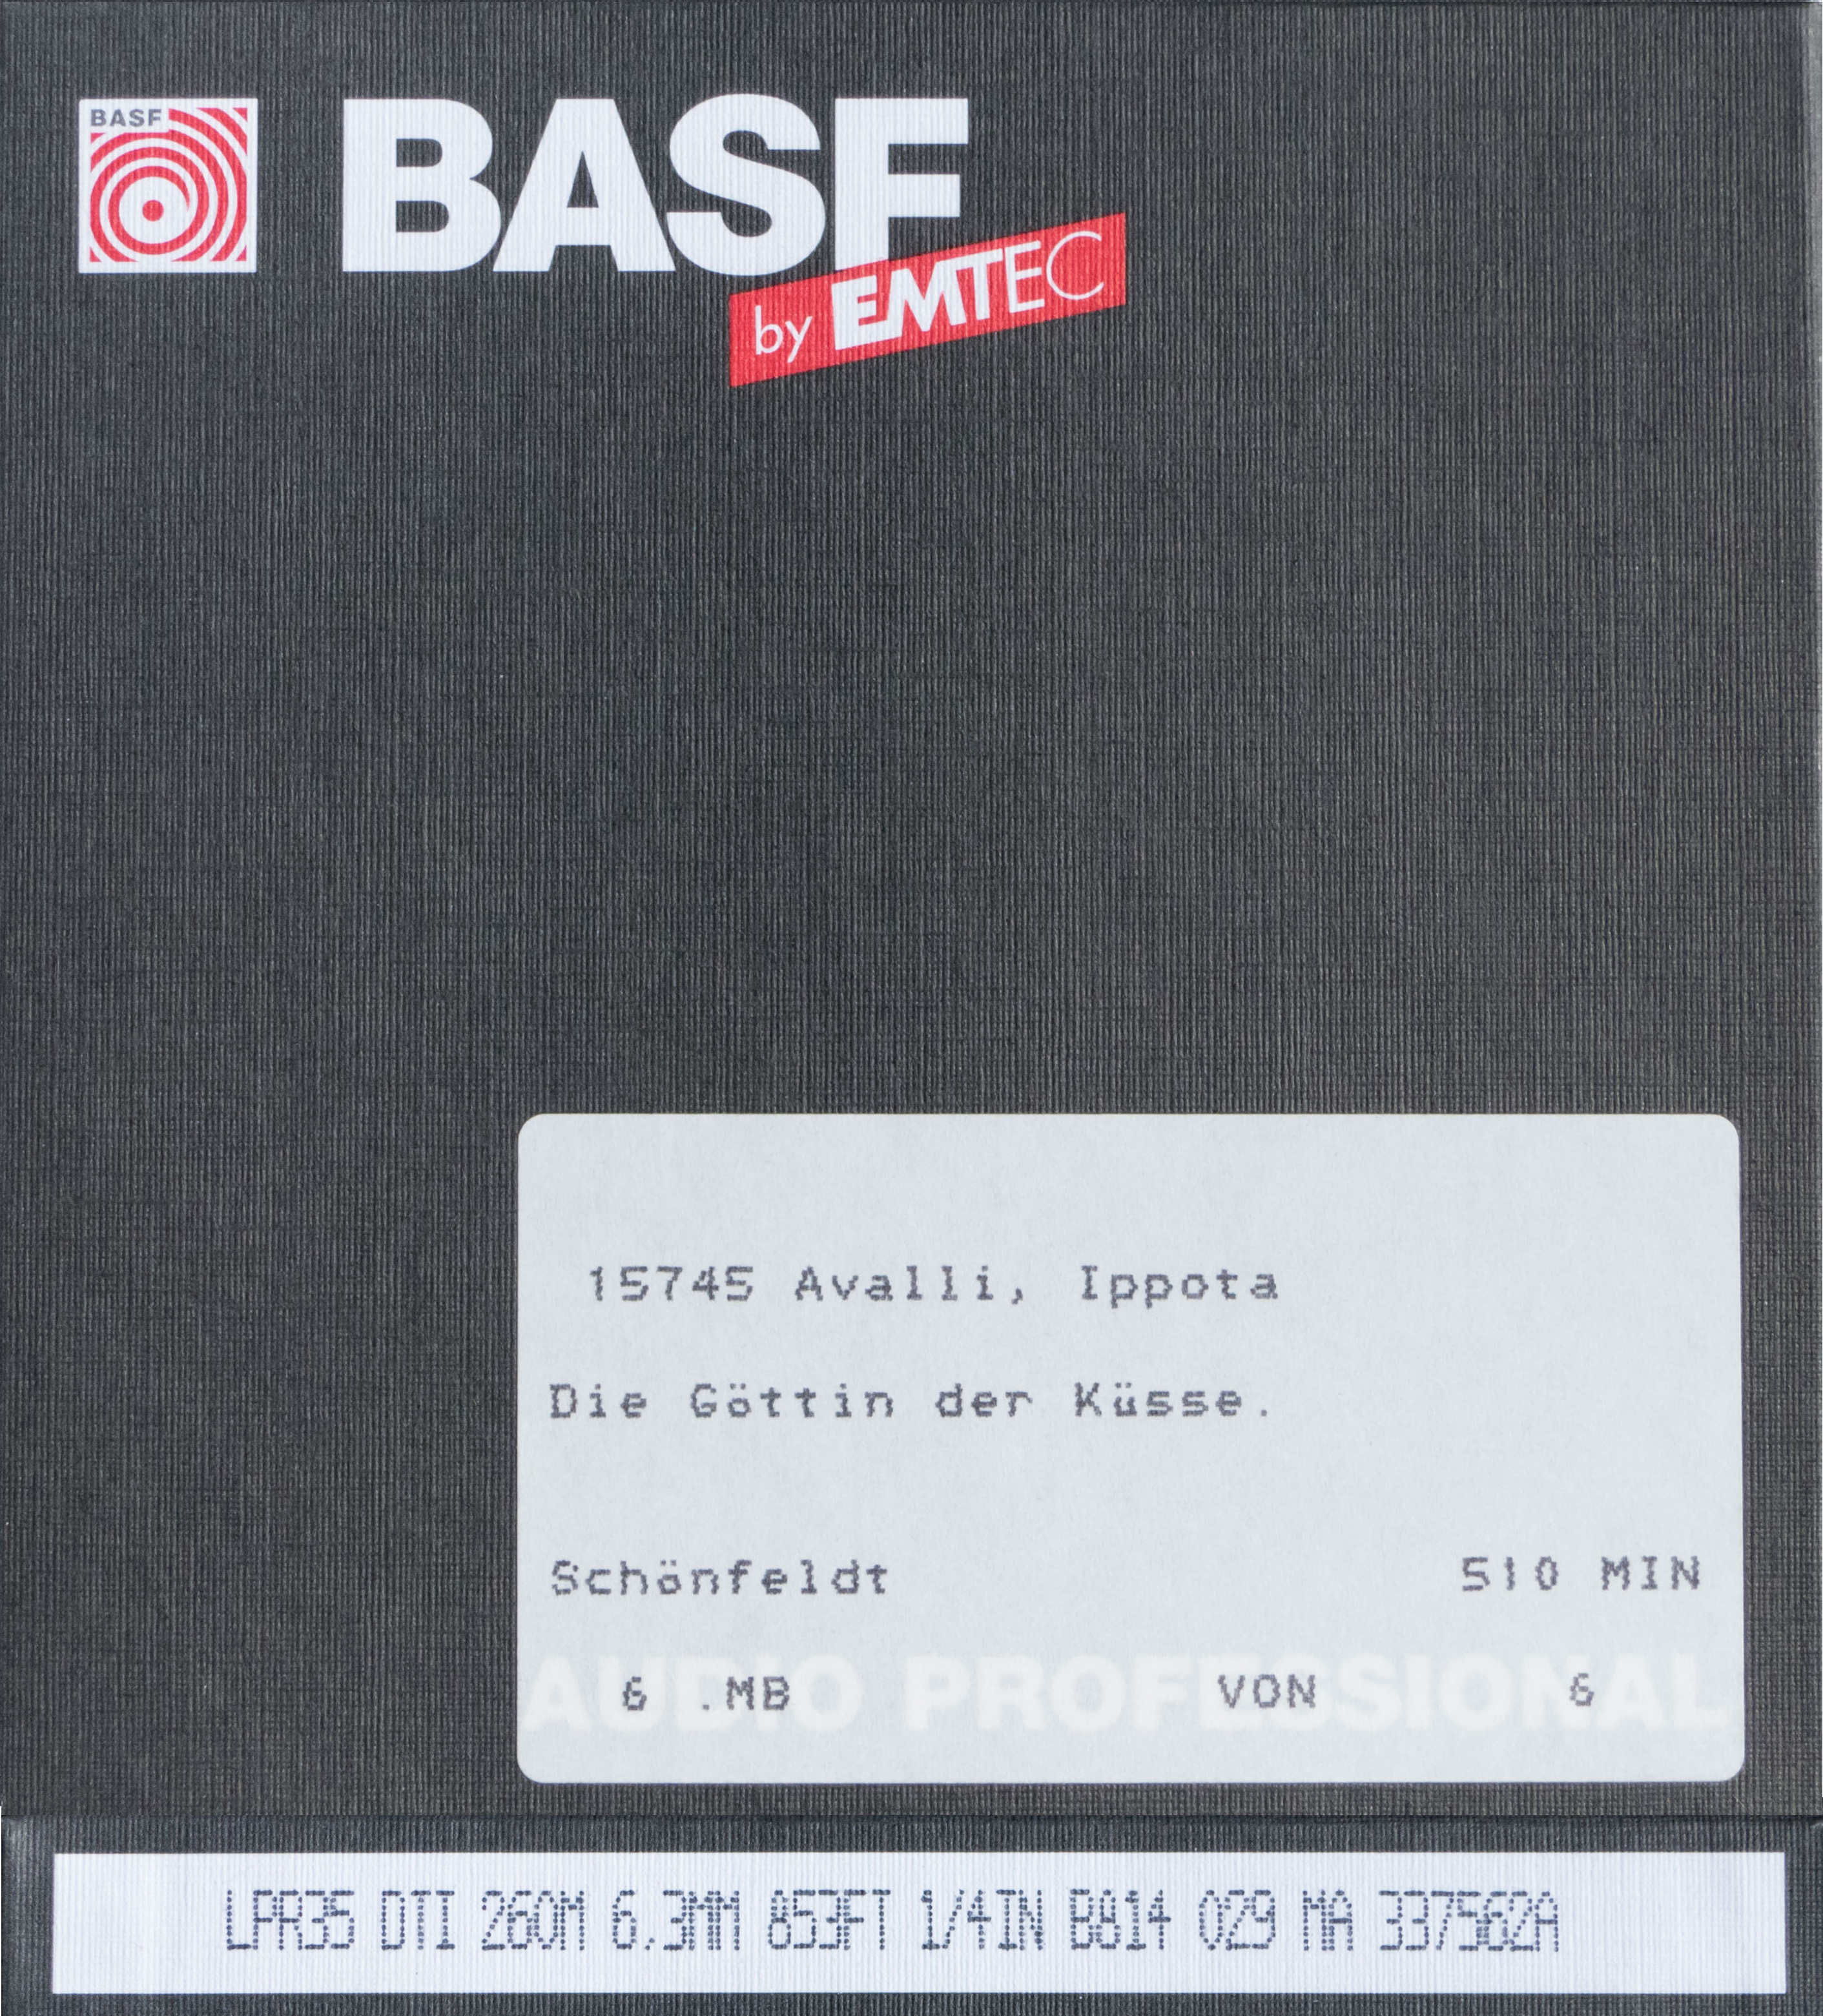 BASF
BASF
by EMTEC
15745 Avalli, Ippota
Die Göttin der Küsse.
Schönfeldt 510 MIN
6 .MB VON 6
AUDIO PROFESSIONAL
LPR35 DTI 260M 6,3MM 853FT 1/4IN B814 029 MA 337562A